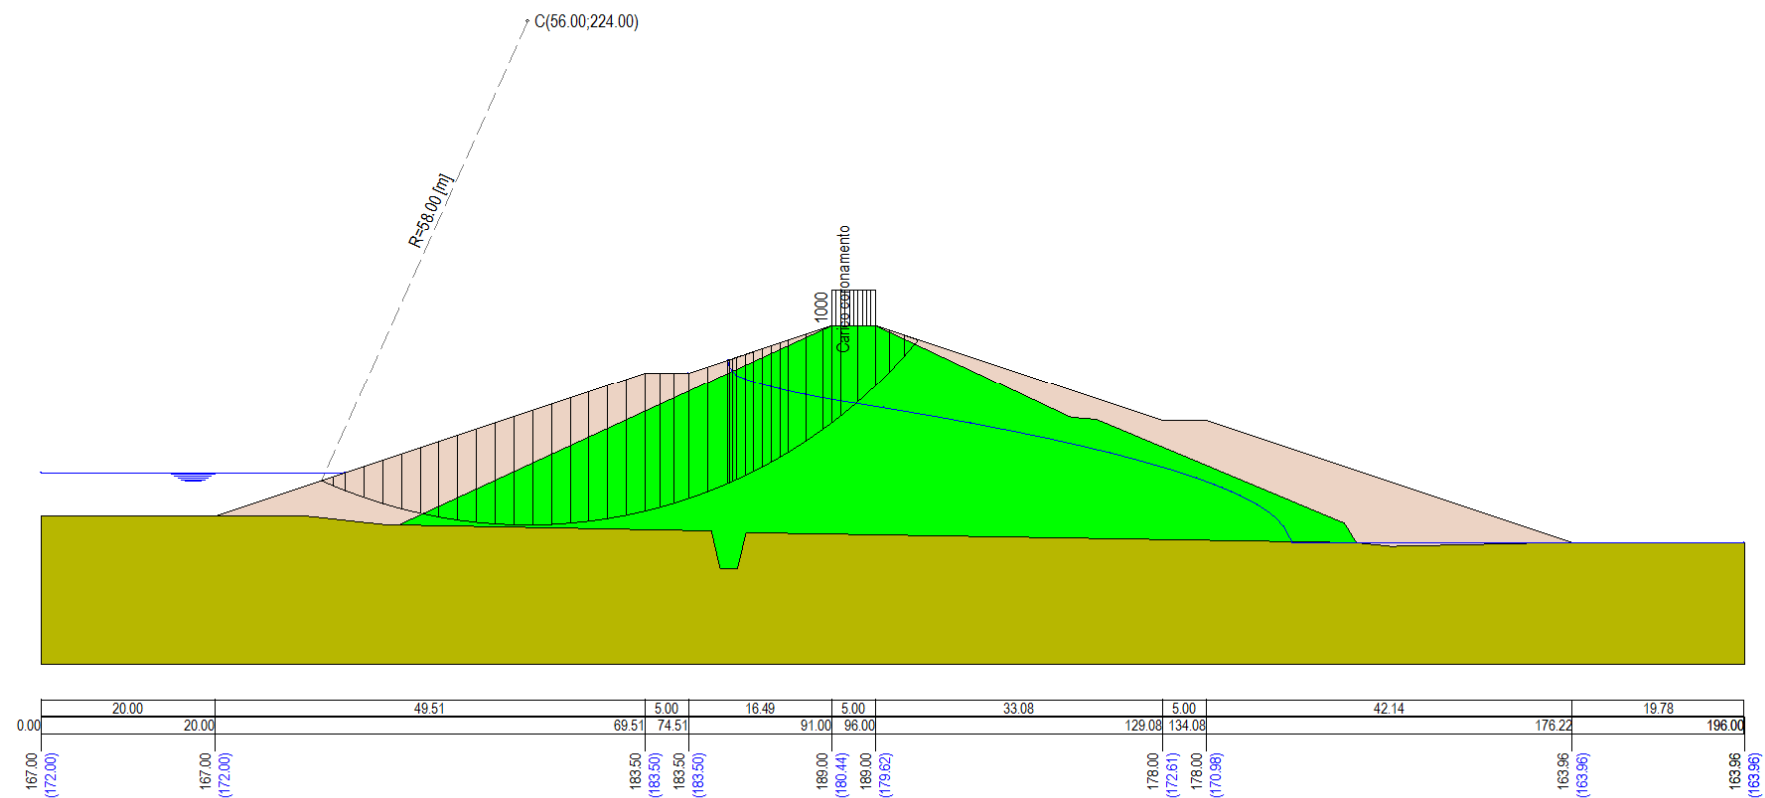 C(56.00;224.00)
R=58.00 [m]
1000
Carico coronamento
20.00 49.51 5.00 16.49 5.00 33.08 5.00 42.14 19.78
0.00 20.00 69.51 74.51 91.00 96.00 129.08 134.08 176.22 196.00
167.00 167.00 183.50 183.50 189.00 189.00 178.00 178.00 163.96 163.96
(172.00) (172.00) (183.50) (183.50) (180.44) (179.62) (172.61) (170.98) (163.96) (163.96)